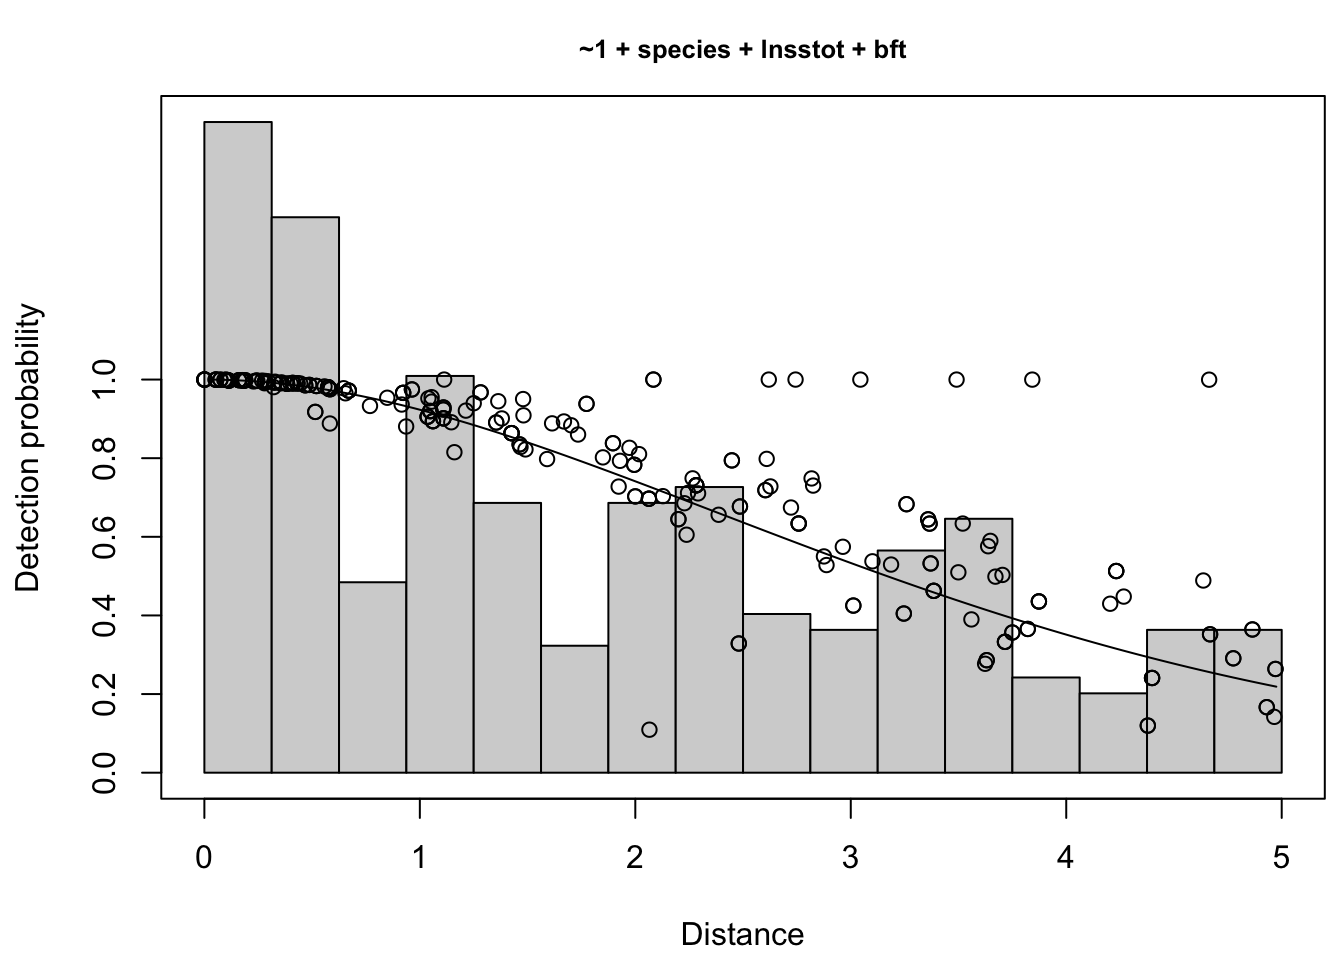 ~1 + species + lnsstot + bft
Detection probability
1.0
0.8
0.6
0.4
0.2
0.0
0 1 2 3 4 5
Distance